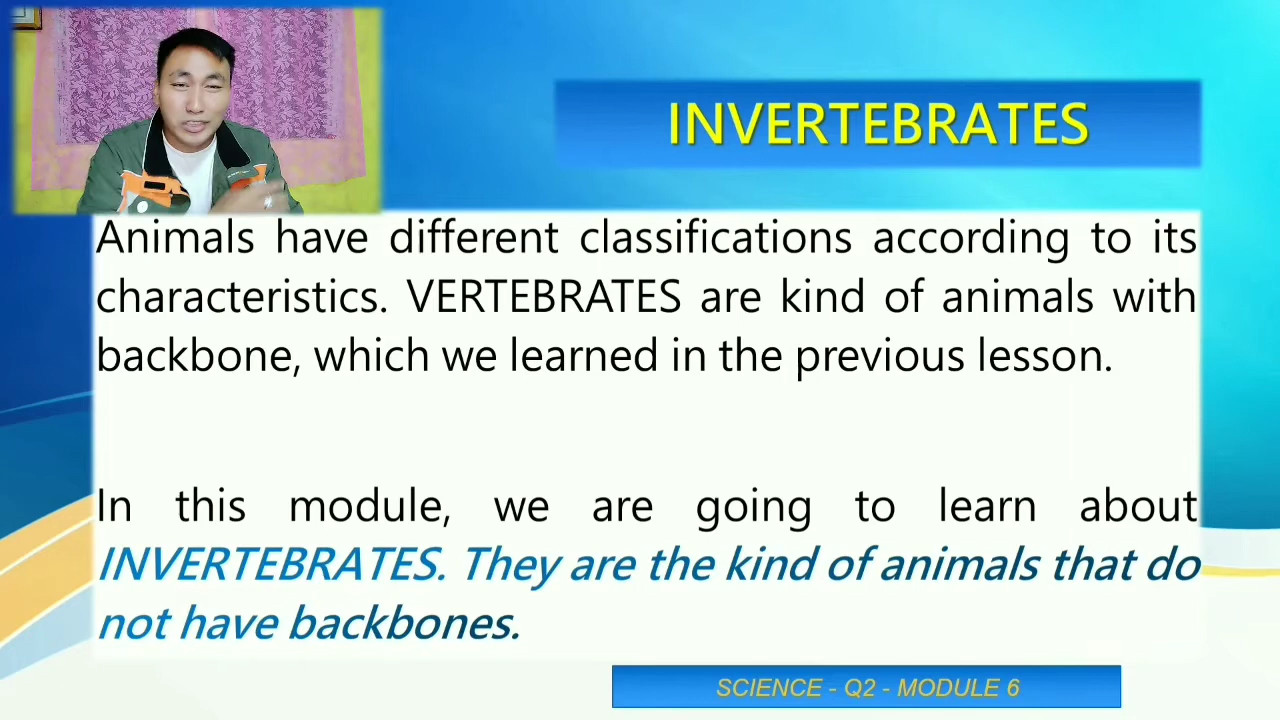 INVERTEBRATES
Animals have different classifications according to its
characteristics. VERTEBRATES are kind of animals with
backbone, which we learned in the previous lesson.
In this module, we are going to learn about
INVERTEBRATES. They are the kind of animals that do
not have backbones.
SCIENCE - Q2 - MODULE 6